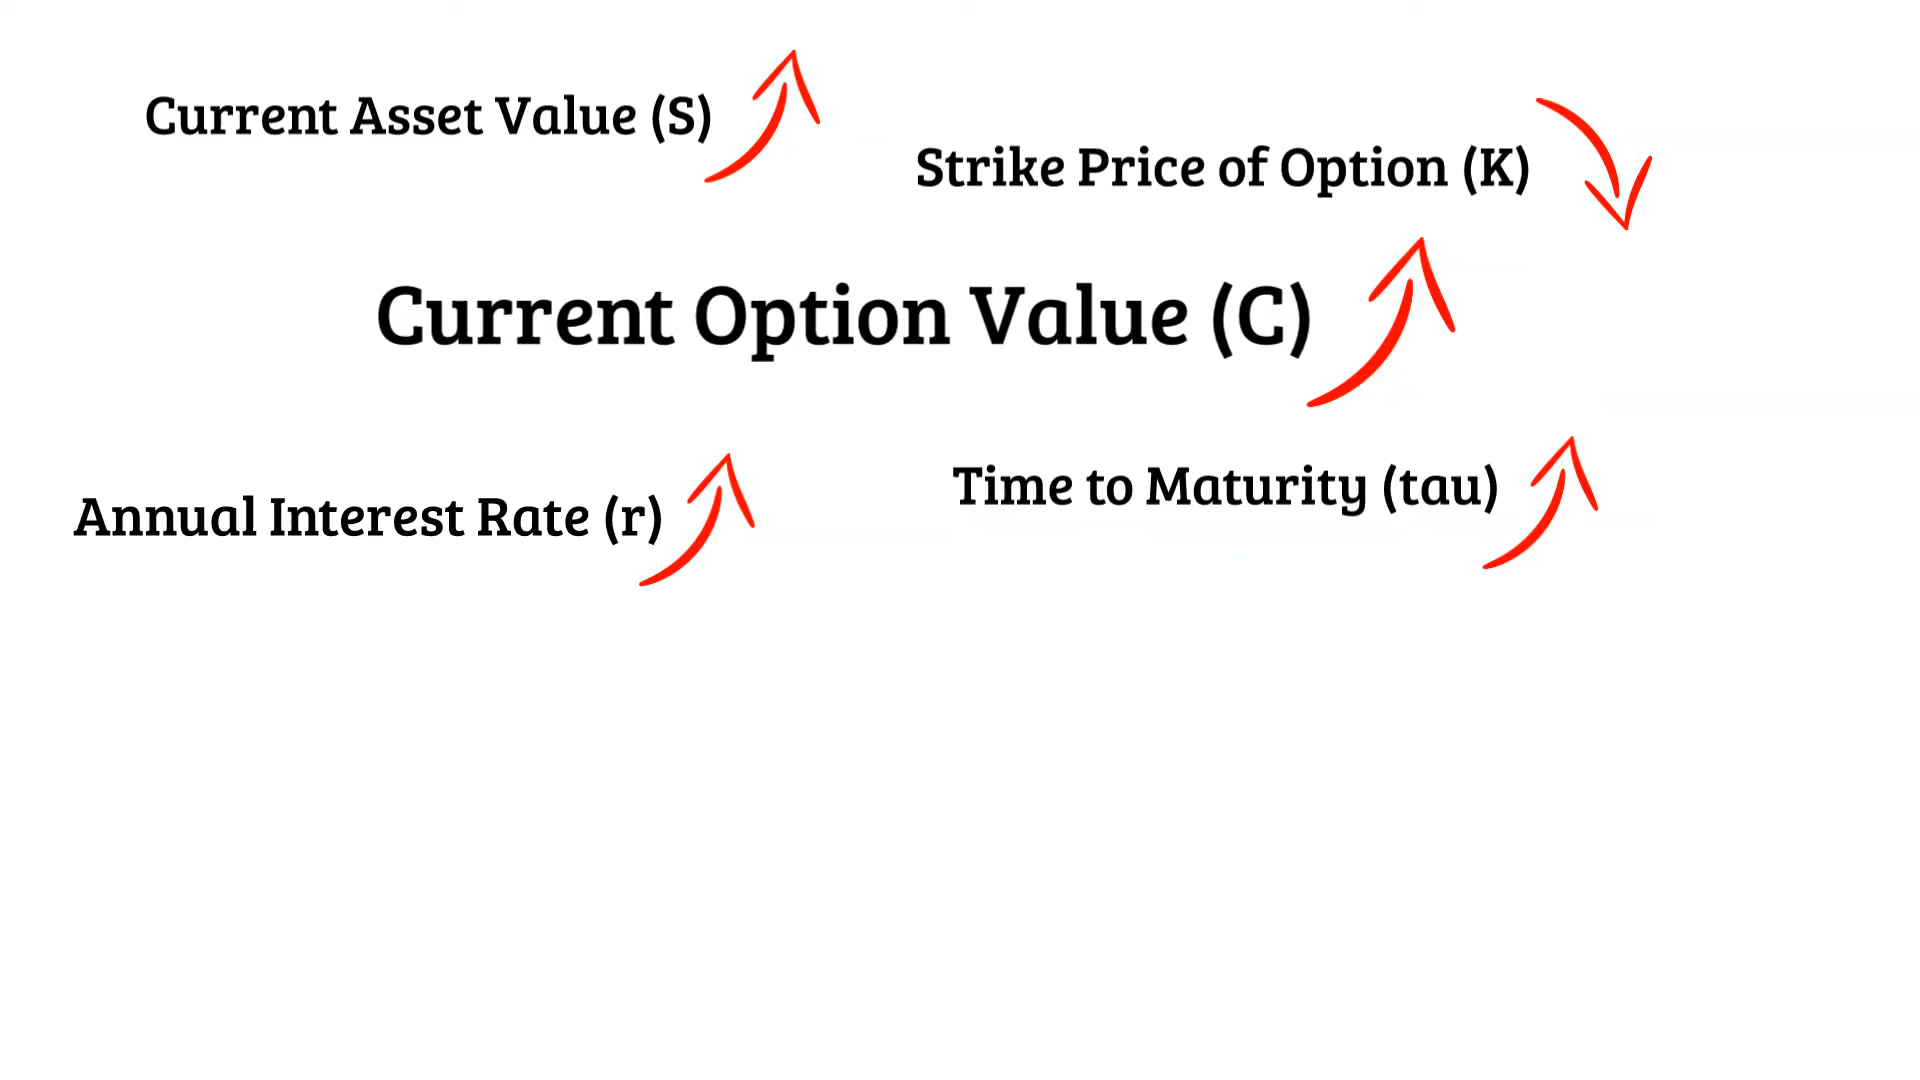 Current Asset Value (S)
Strike Price of Option (K)
Current Option Value (C)
Annual Interest Rate (r)
Time to Maturity (tau)